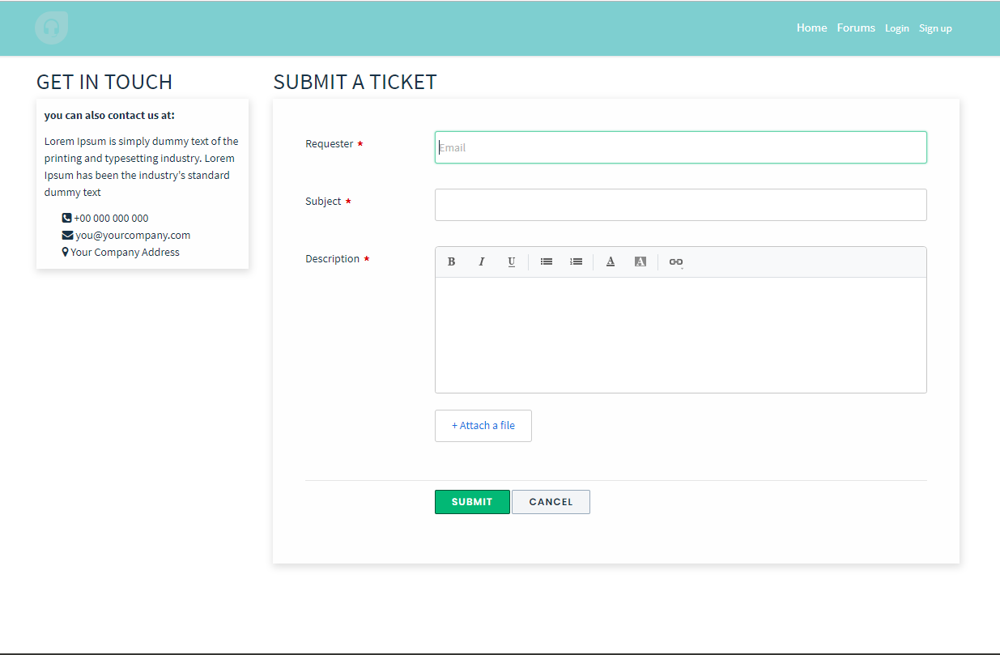 Home Forums Login Sign up
GET IN TOUCH
you can also contact us at:
Lorem Ipsum is simply dummy text of the
printing and typesetting industry. Lorem
Ipsum has been the industry's standard
dummy text
+00 000 000 000
you@yourcompany.com
Your Company Address
SUBMIT A TICKET
Requester *
Email
Subject *
Description *
B I U A A
+ Attach a file
SUBMIT CANCEL